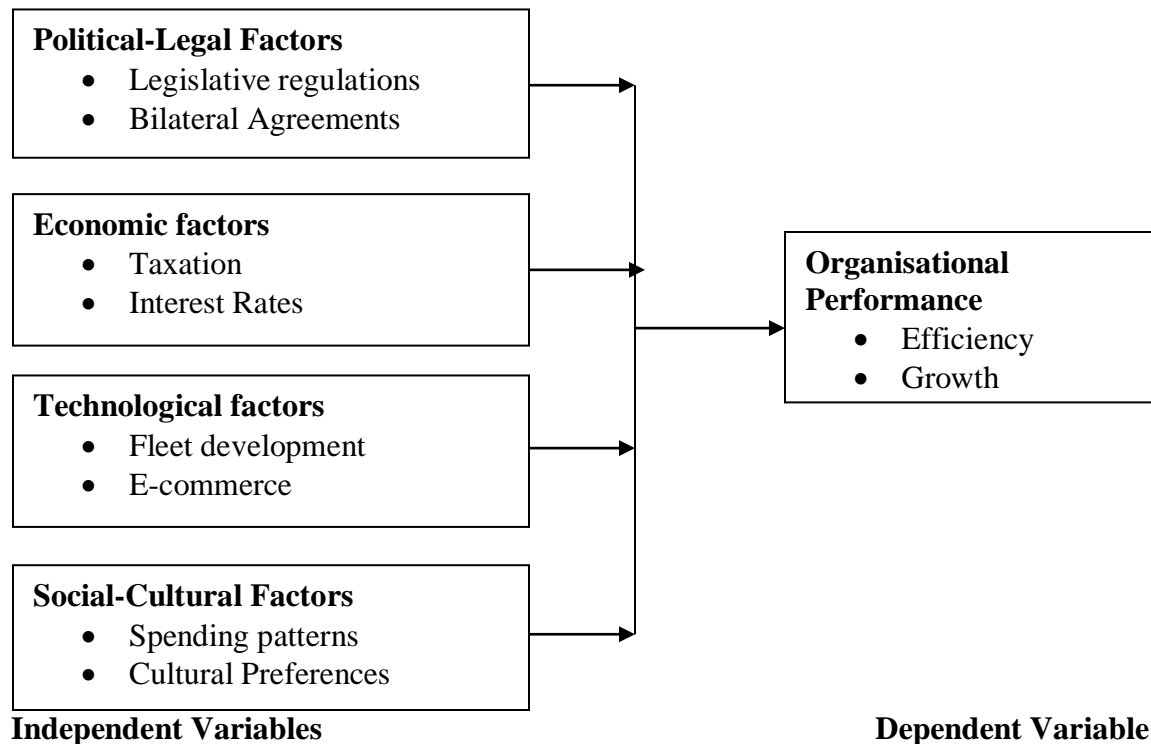 Political-Legal Factors
• Legislative regulations
• Bilateral Agreements
Economic factors
• Taxation
• Interest Rates
Technological factors
• Fleet development
• E-commerce
Social-Cultural Factors
• Spending patterns
• Cultural Preferences
Independent Variables
Organisational
Performance
• Efficiency
• Growth
Dependent Variable